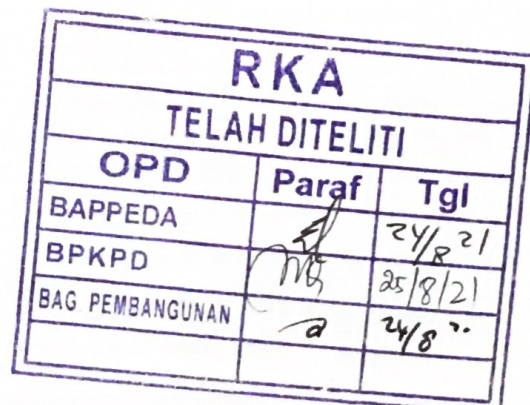 RKA
TELAH DITELITI
OPD Paraf Tgl
BAPPEDA 24/8 21
BPKPD 25/8/21
BAG PEMBANGUNAN 24/8